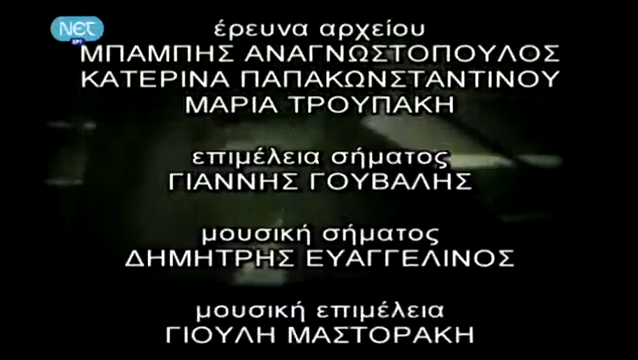 NET
ΕΡΤ
έρευνα αρχείου
ΜΠΑΜΠΗΣ ΑΝΑΓΝΩΣΤΟΠΟΥΛΟΣ
ΚΑΤΕΡΙΝΑ ΠΑΠΑΚΩΝΣΤΑΝΤΙΝΟΥ
ΜΑΡΙΑ ΤΡΟΥΠΑΚΗ
επιμέλεια σήματος
ΓΙΑΝΝΗΣ ΓΟΥΒΑΛΗΣ
μουσική σήματος
ΔΗΜΗΤΡΗΣ ΕΥΑΓΓΕΛΙΝΟΣ
μουσική επιμέλεια
ΓΙΟΥΛΗ ΜΑΣΤΟΡΑΚΗ